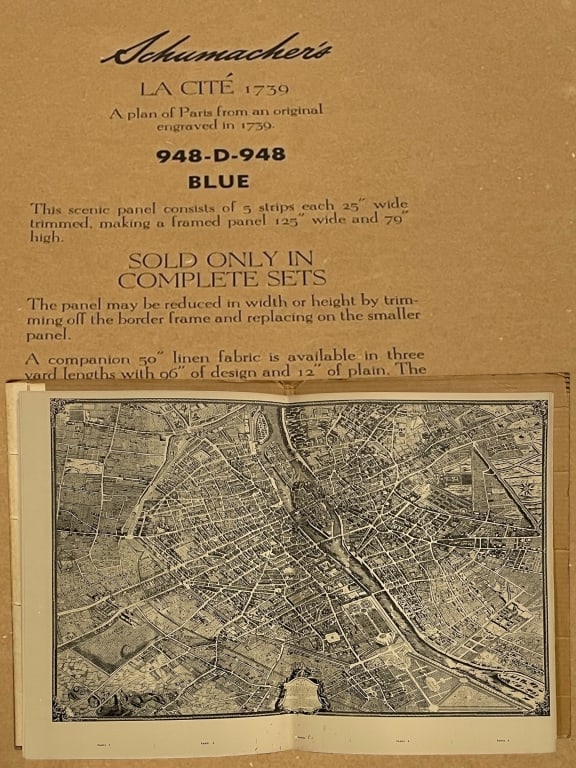 Schumacher's
LA CITÉ 1739
A plan of Paris from an original
engraved in 1739.
948-D-948
BLUE
This scenic panel consists of 5 strips each 25" wide
trimmed, making a framed panel 125" wide and 79"
high.
SOLD ONLY IN
COMPLETE SETS
The panel may be reduced in width or height by trim-
ming off the border frame and replacing on the smaller
panel.
A companion 50" linen fabric is available in three
yard lengths with 96" of design and 12" of plain. The